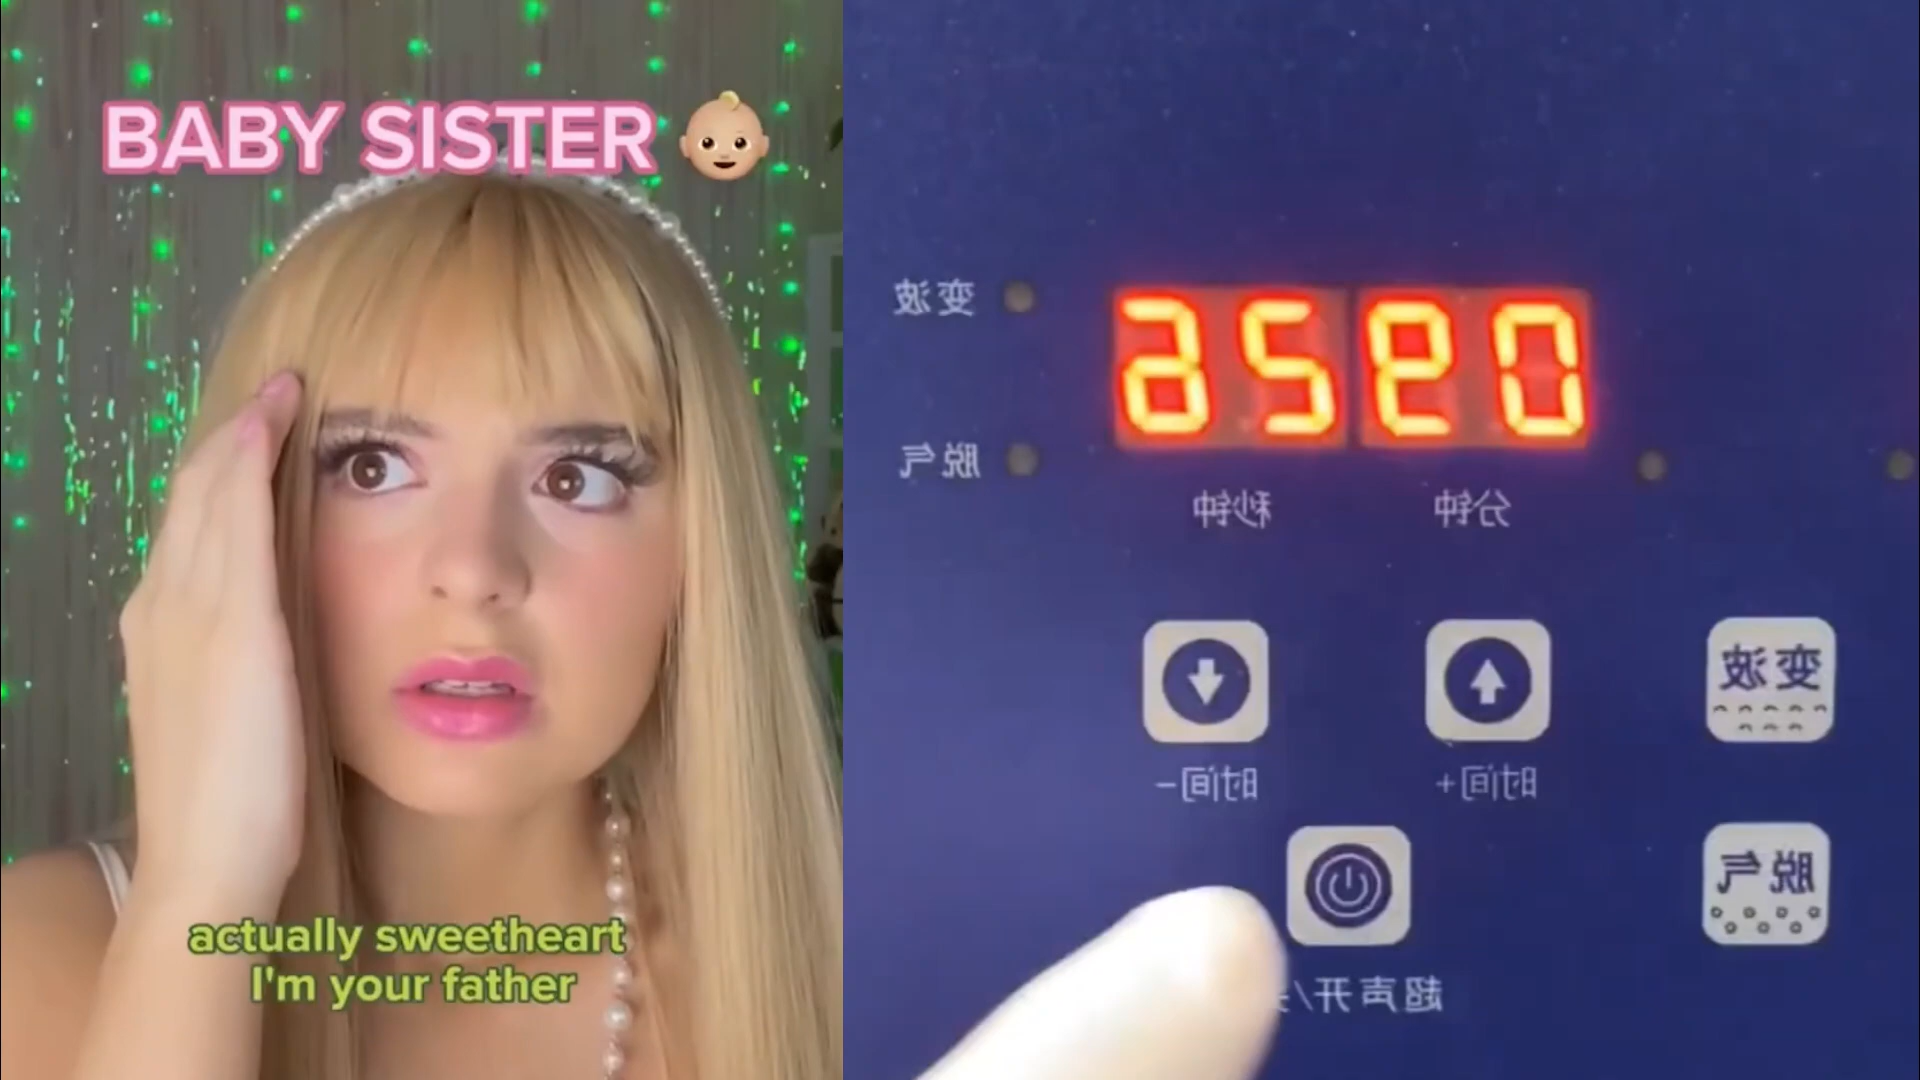 BABY SISTER
actually sweetheart
I'm your father
0956
变波
脱气
分钟 秒钟
变波
时间+ 时间-
脱气
超声开/